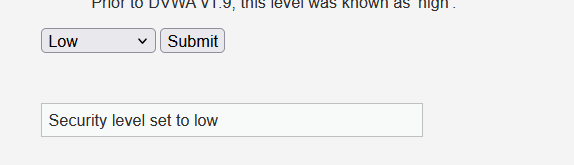 Prior to DVWA v1.9, this level was known as 'high'.
Low Submit
Security level set to low